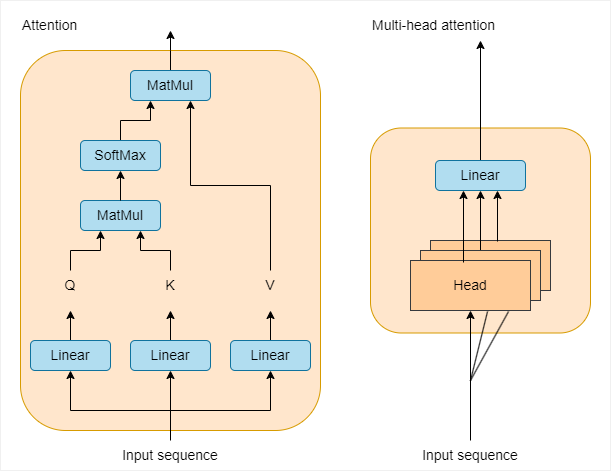 Attention
MatMul
SoftMax
MatMul
Q
K
V
Linear
Linear
Linear
Input sequence
Multi-head attention
Linear
Head
Input sequence